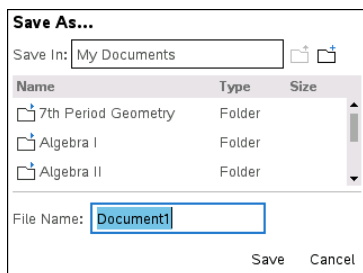 Save As...
Save In: My Documents
Name Type Size
7th Period Geometry Folder
Algebra I Folder
Algebra II Folder
File Name: Document1
Save Cancel